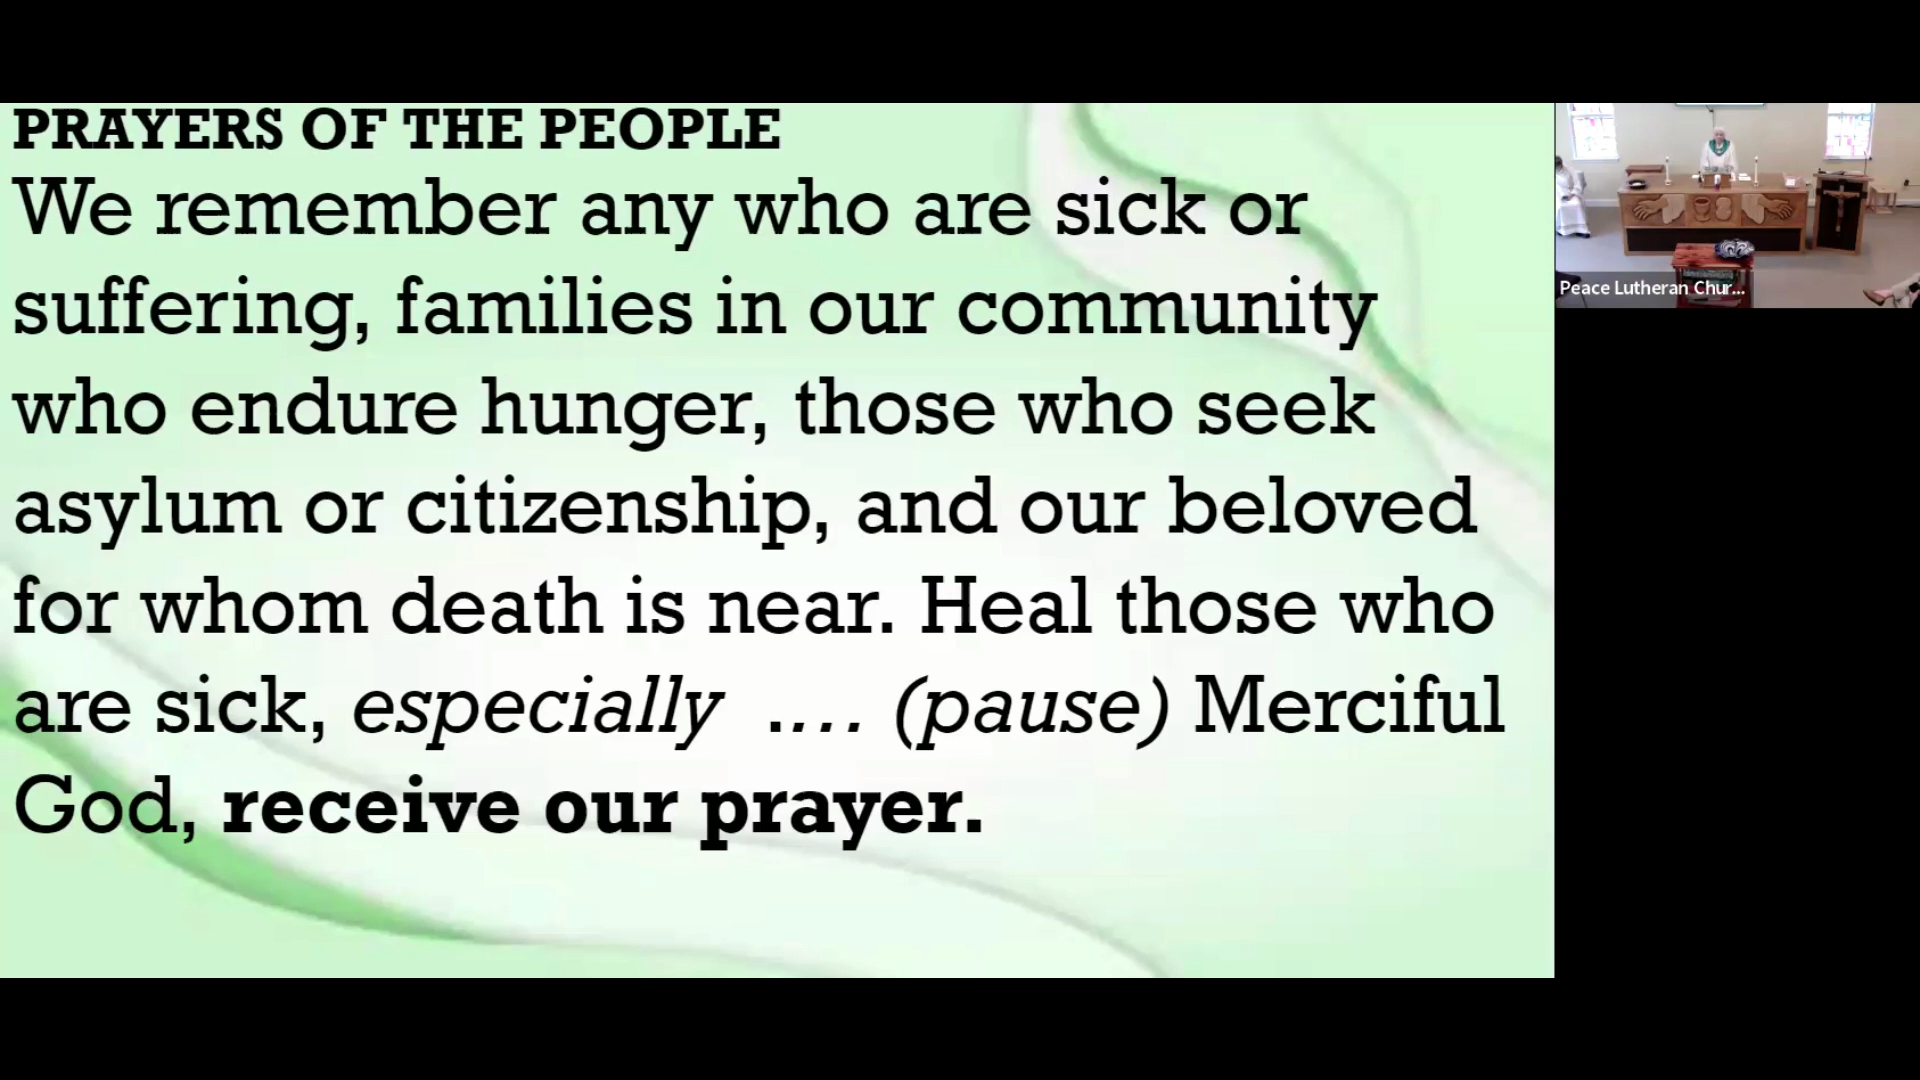 PRAYERS OF THE PEOPLE
We remember any who are sick or
suffering, families in our community
who endure hunger, those who seek
asylum or citizenship, and our beloved
for whom death is near. Heal those who
are sick, especially  .... (pause) Merciful
God, receive our prayer.
Peace Lutheran Chur...